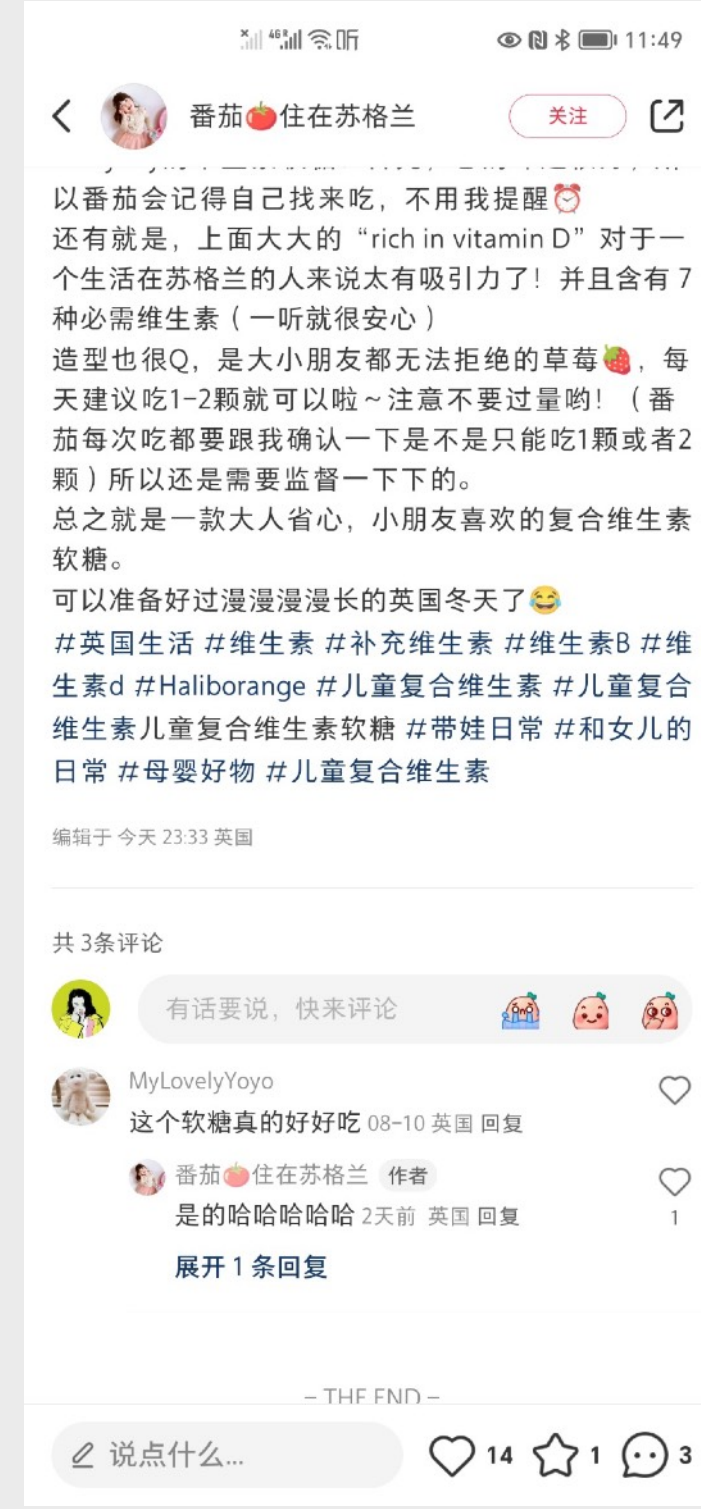 46R 听 11:49
番茄🍅住在苏格兰 关注
以番茄会记得自己找来吃，不用我提醒⏰
还有就是，上面大大的“rich in vitamin D”对于一
个生活在苏格兰的人来说太有吸引力了！并且含有 7
种必需维生素（一听就很安心）
造型也很Q，是大小朋友都无法拒绝的草莓🍓，每
天建议吃1-2颗就可以啦～注意不要过量哟！（番
茄每次吃都要跟我确认一下是不是只能吃1颗或者2
颗）所以还是需要监督一下下的。
总之就是一款大人省心，小朋友喜欢的复合维生素
软糖。
可以准备好过漫漫漫漫长的英国冬天了😂
#英国生活 #维生素 #补充维生素 #维生素B #维
生素d #Haliborange #儿童复合维生素 #儿童复合
维生素儿童复合维生素软糖 #带娃日常 #和女儿的
日常 #母婴好物 #儿童复合维生素
编辑于 今天 23:33 英国
共 3条评论
有话要说，快来评论
MyLovelyYoyo
这个软糖真的好好吃 08-10 英国 回复
番茄🍅住在苏格兰 作者
是的哈哈哈哈哈 2天前 英国 回复
1
展开 1 条回复
– THE END –
说点什么... 14 1 3